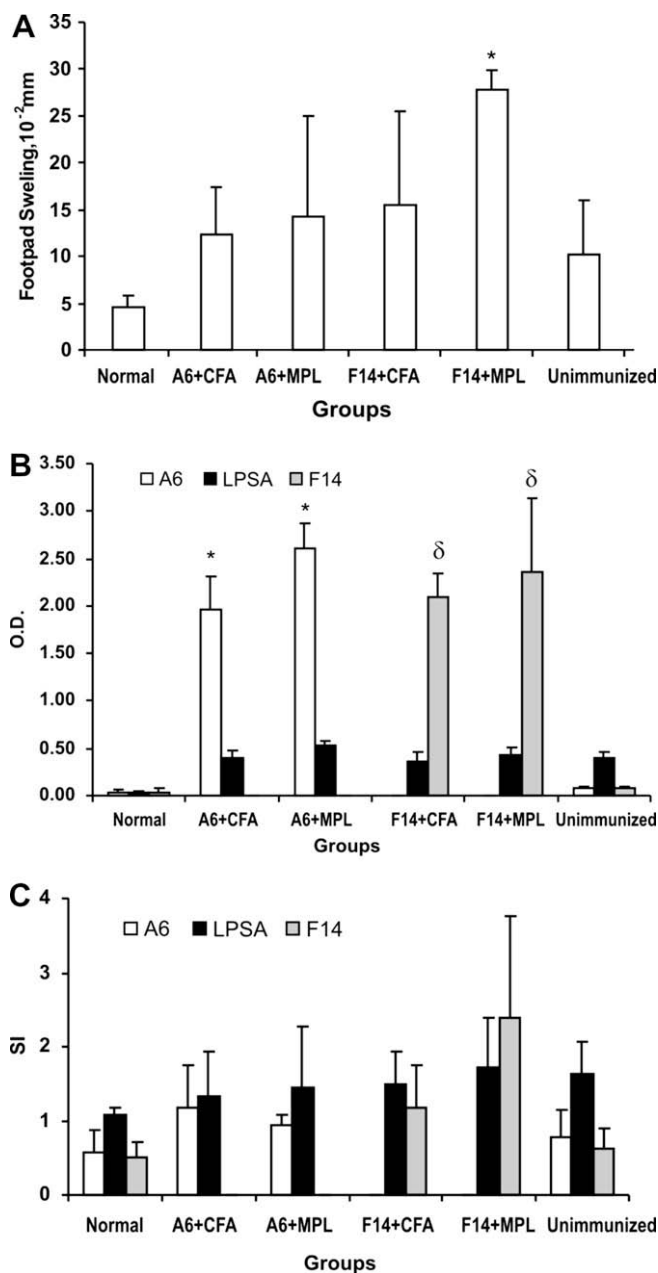 A
Footpad Sweling,10⁻²mm
35
30
25
20
15
10
5
0
*
Normal A6+CFA A6+MPL F14+CFA F14+MPL Unimmunized
Groups
B
O.D.
3.50
3.00
2.50
2.00
1.50
1.00
0.50
0.00
A6 LPSA F14
* * δ δ
Normal A6+CFA A6+MPL F14+CFA F14+MPL Unimmunized
Groups
C
SI
4
3
2
1
0
A6 LPSA F14
Normal A6+CFA A6+MPL F14+CFA F14+MPL Unimmunized
Groups